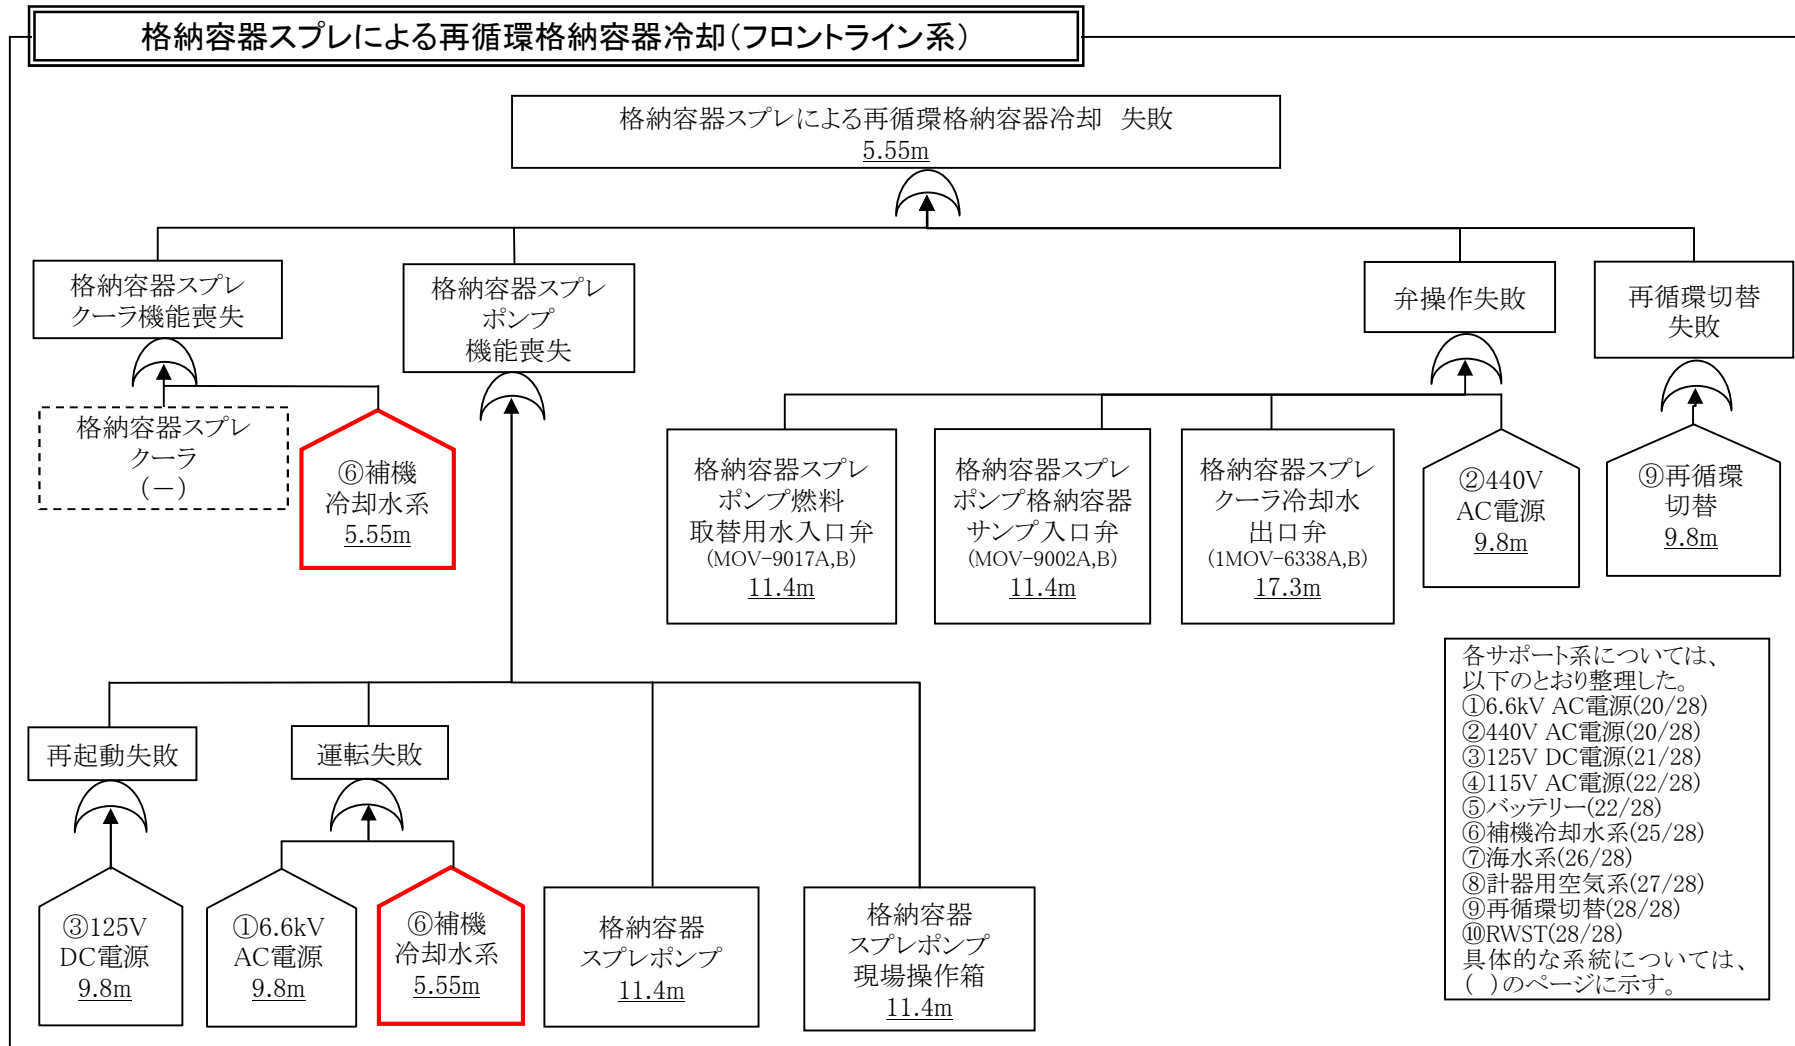 格納容器スプレによる再循環格納容器冷却(フロントライン系)
格納容器スプレによる再循環格納容器冷却　失敗
5.55m
格納容器スプレ
クーラ機能喪失
格納容器スプレ
ポンプ
機能喪失
弁操作失敗
再循環切替
失敗
格納容器スプレ
クーラ
(－)
⑥補機
冷却水系
5.55m
格納容器スプレ
ポンプ燃料
取替用水入口弁
(MOV-9017A,B)
11.4m
格納容器スプレ
ポンプ格納容器
サンプ入口弁
(MOV-9002A,B)
11.4m
格納容器スプレ
クーラ冷却水
出口弁
(1MOV-6338A,B)
17.3m
②440V
AC電源
9.8m
⑨再循環
切替
9.8m
再起動失敗
運転失敗
③125V
DC電源
9.8m
①6.6kV
AC電源
9.8m
⑥補機
冷却水系
5.55m
格納容器
スプレポンプ
11.4m
格納容器
スプレポンプ
現場操作箱
11.4m
各サポート系については、
以下のとおり整理した。
①6.6kV AC電源(20/28)
②440V AC電源(20/28)
③125V DC電源(21/28)
④115V AC電源(22/28)
⑤バッテリー(22/28)
⑥補機冷却水系(25/28)
⑦海水系(26/28)
⑧計器用空気系(27/28)
⑨再循環切替(28/28)
⑩RWST(28/28)
具体的な系統については、
(　)のページに示す。